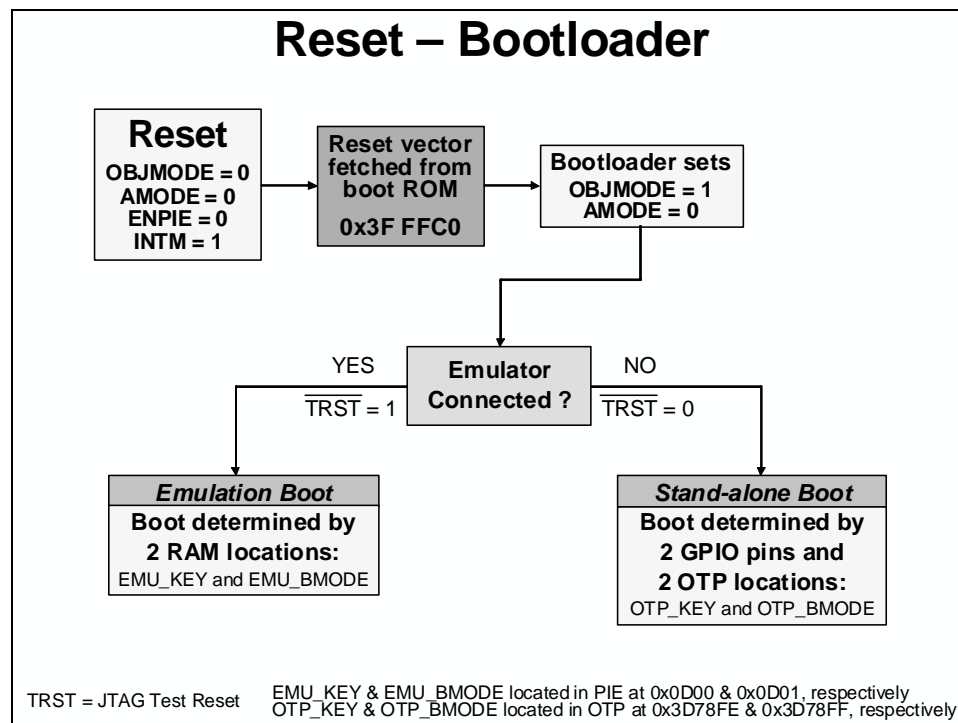 Reset – Bootloader
Reset
OBJMODE = 0
AMODE = 0
ENPIE = 0
INTM = 1
Reset vector
fetched from
boot ROM
0x3F FFC0
Bootloader sets
OBJMODE = 1
AMODE = 0
Emulator
Connected ?
YES
TRST = 1
NO
TRST = 0
Emulation Boot
Boot determined by
2 RAM locations:
EMU_KEY and EMU_BMODE
Stand-alone Boot
Boot determined by
2 GPIO pins and
2 OTP locations:
OTP_KEY and OTP_BMODE
TRST = JTAG Test Reset
EMU_KEY & EMU_BMODE located in PIE at 0x0D00 & 0x0D01, respectively
OTP_KEY & OTP_BMODE located in OTP at 0x3D78FE & 0x3D78FF, respectively